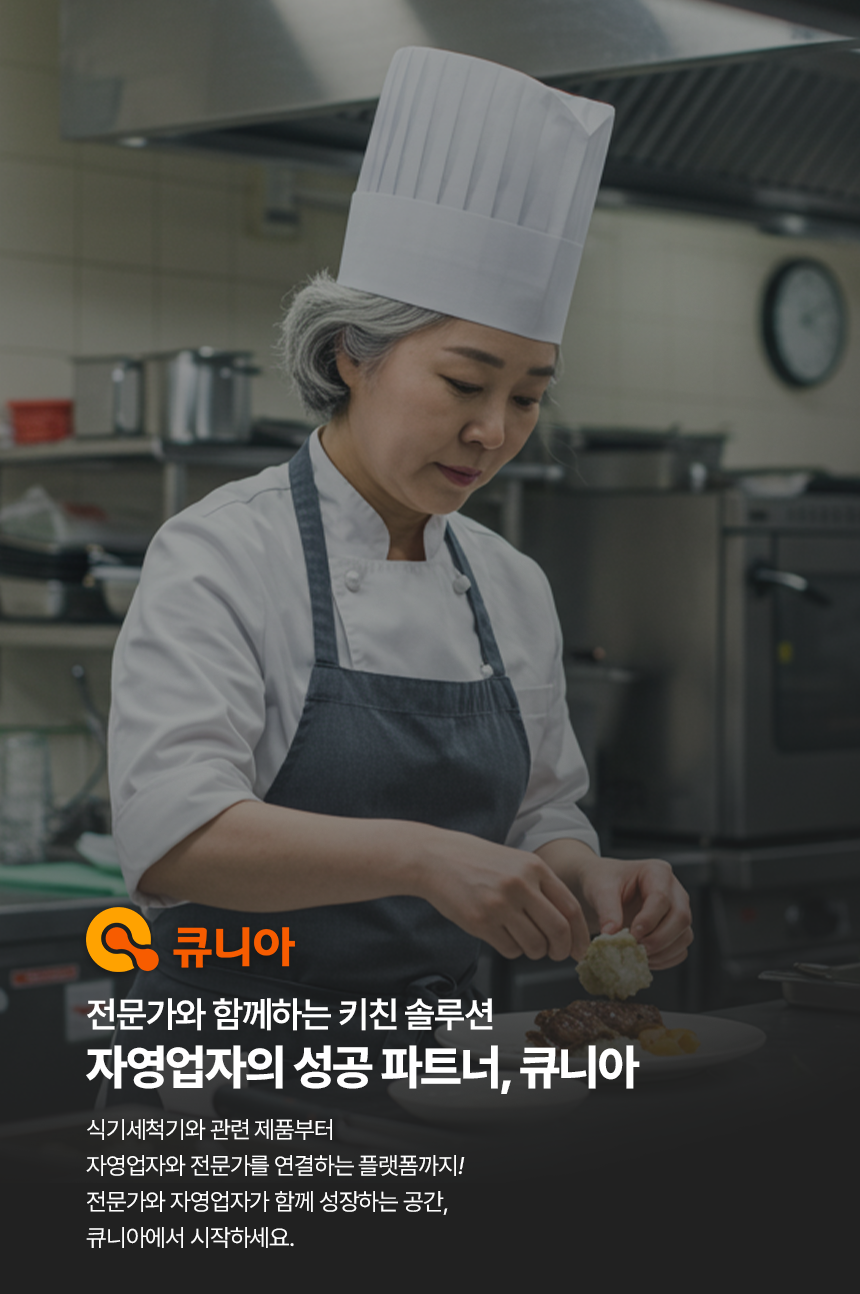 큐니아
전문가와 함께하는 키친 솔루션
자영업자의 성공 파트너, 큐니아
식기세척기와 관련 제품부터
자영업자와 전문가를 연결하는 플랫폼까지!
전문가와 자영업자가 함께 성장하는 공간,
큐니아에서 시작하세요.